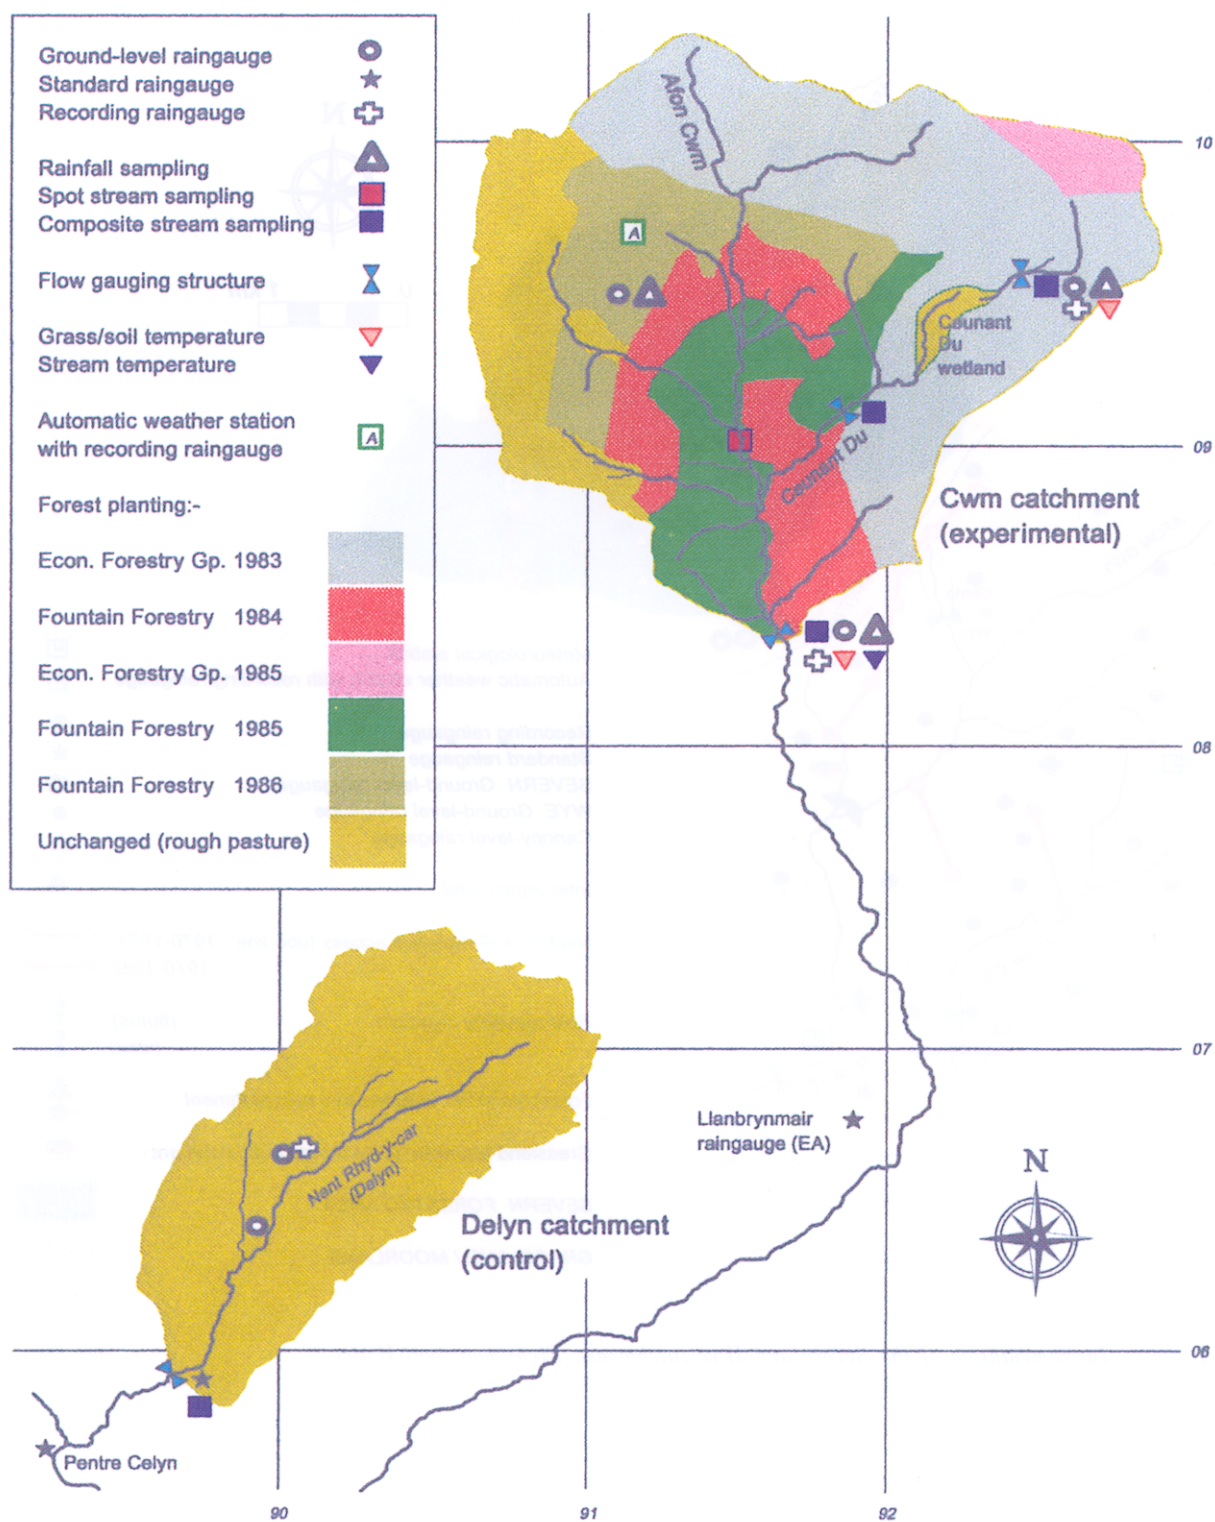 Ground-level raingauge
Standard raingauge
Recording raingauge
Rainfall sampling
Spot stream sampling
Composite stream sampling
Flow gauging structure
Grass/soil temperature
Stream temperature
Automatic weather station
with recording raingauge
A
Forest planting:-
Econ. Forestry Gp. 1983
Fountain Forestry 1984
Econ. Forestry Gp. 1985
Fountain Forestry 1985
Fountain Forestry 1986
Unchanged (rough pasture)
Afon Cwm
A
Ceunant
Du
wetland
Ceunant Du
Cwm catchment
(experimental)
10
09
08
07
06
Llanbrynmair
raingauge (EA)
N
Nant Rhyd-y-car
(Delyn)
Delyn catchment
(control)
Pentre Celyn
90
91
92